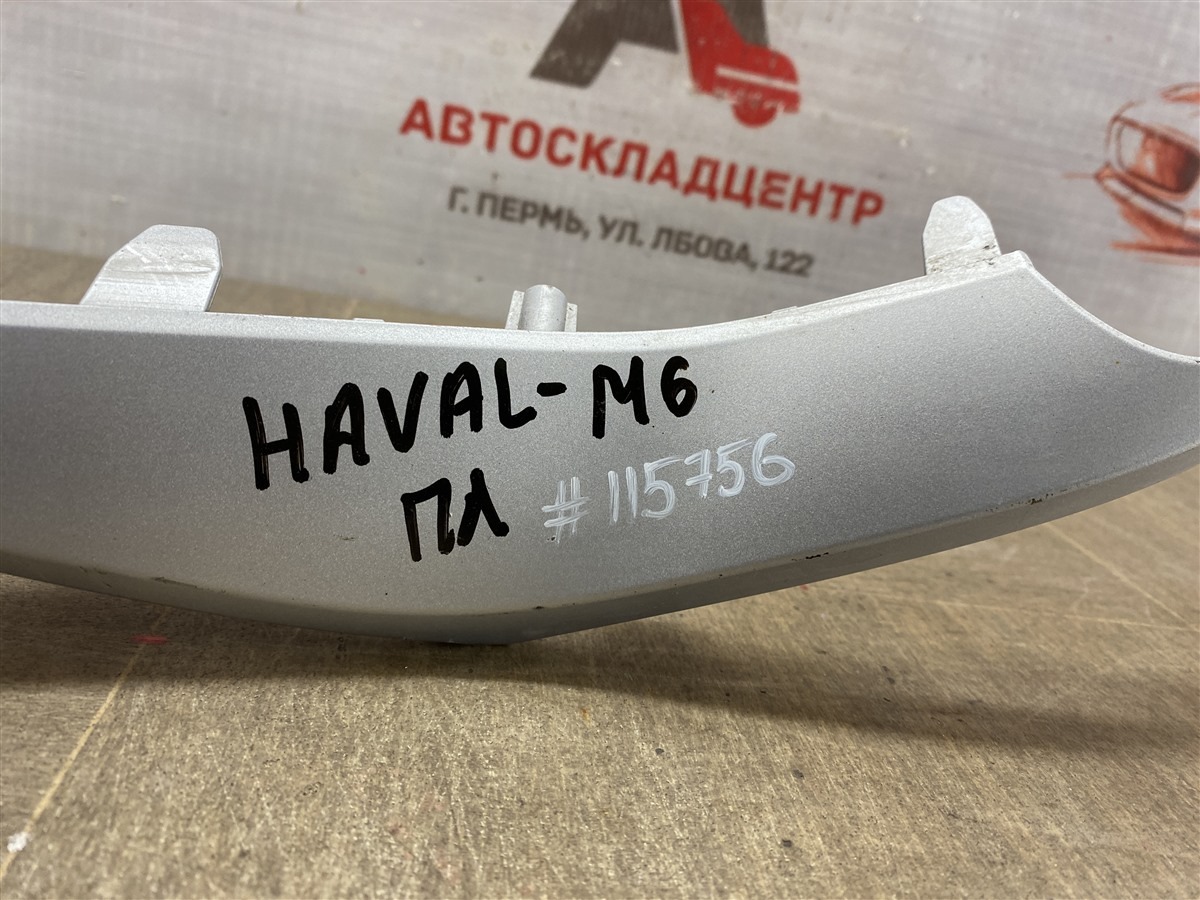 АВТОСКЛАДЦЕНТР
Г. ПЕРМЬ, УЛ. ЛБОВА, 122
HAVAL-M6
ПЛ #115756